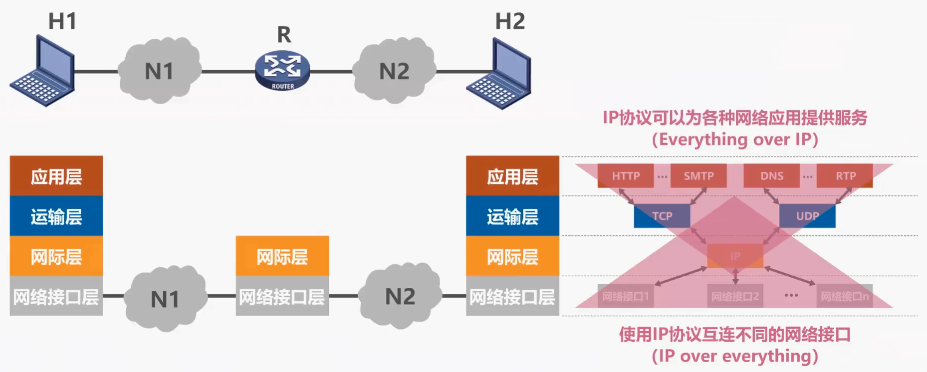 H1
R
H2
N1
N2
ROUTER
IP协议可以为各种网络应用提供服务
(Everything over IP)
应用层
运输层
网际层
网络接口层
N1
网际层
网络接口层
N2
应用层
运输层
网际层
网络接口层
HTTP … SMTP DNS … RTP
TCP UDP
IP
网络接口1 网络接口2 … 网络接口n
使用IP协议互连不同的网络接口
(IP over everything)